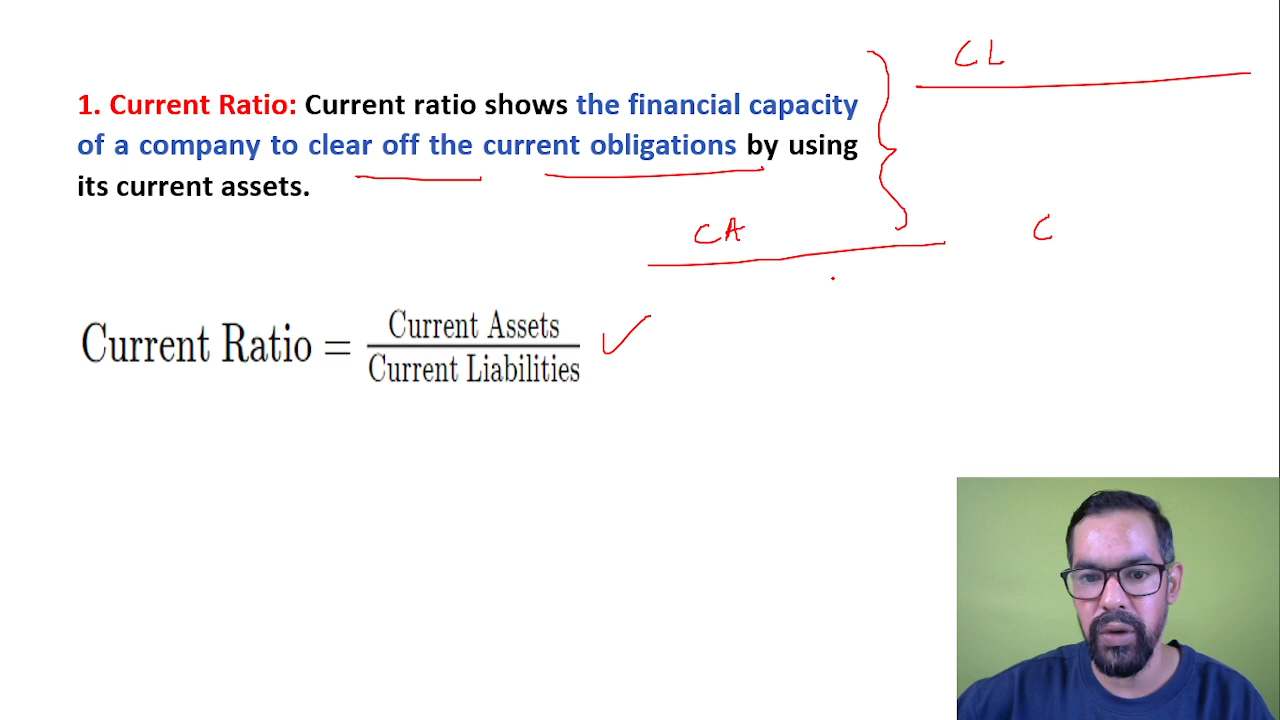 CL
1. Current Ratio: Current ratio shows the financial capacity
of a company to clear off the current obligations by using
its current assets.
CA
C
Current Ratio = Current Assets
Current Liabilities